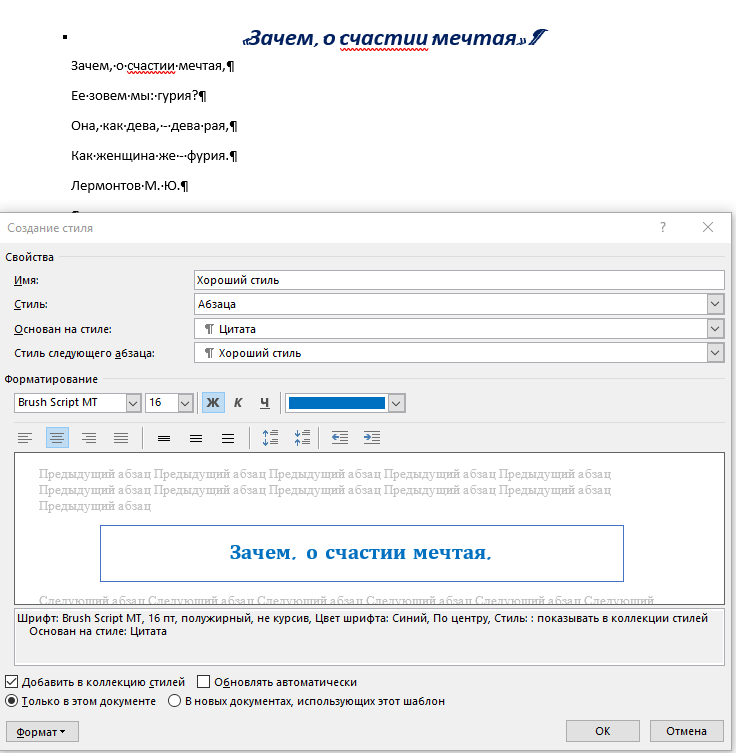 «Зачем, о счастии мечтая,»¶
Зачем,·о·счастии·мечтая,¶
Ее·зовем·мы:·гурия?¶
Она,·как·дева,·-·дева·рая,¶
Как·женщина·же·-·фурия.¶
Лермонтов·М.·Ю.¶
Создание стиля
Свойства
Имя: Хороший стиль
Стиль: Абзаца
Основан на стиле: ¶ Цитата
Стиль следующего абзаца: ¶ Хороший стиль
Форматирование
Brush Script MT 16 Ж К Ч
Предыдущий абзац Предыдущий абзац Предыдущий абзац Предыдущий абзац Предыдущий абзац
Предыдущий абзац Предыдущий абзац Предыдущий абзац Предыдущий абзац Предыдущий абзац
Предыдущий абзац
Зачем, о счастии мечтая,
Следующий абзац Следующий абзац Следующий абзац Следующий абзац Следующий абзац Следующий
Шрифт: Brush Script MT, 16 пт, полужирный, не курсив, Цвет шрифта: Синий, По центру, Стиль: : показывать в коллекции стилей
Основан на стиле: Цитата
Добавить в коллекцию стилей Обновлять автоматически
Только в этом документе В новых документах, использующих этот шаблон
Формат ОК Отмена